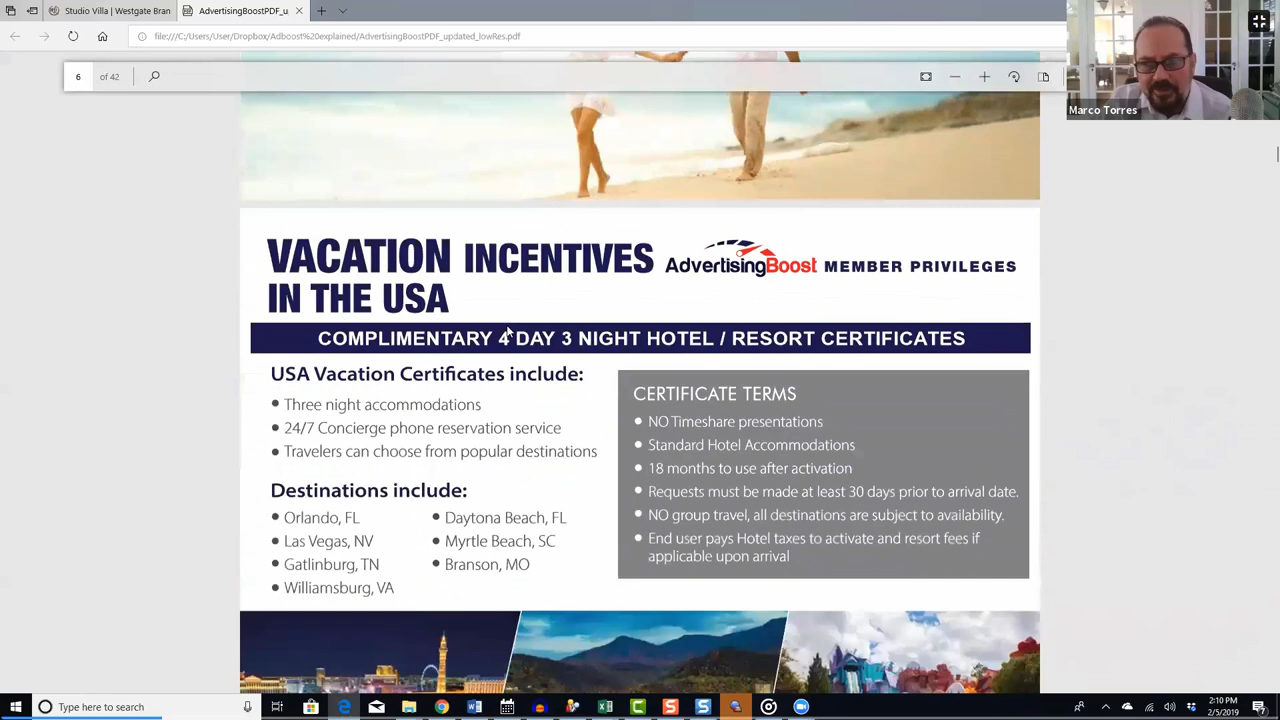 Studio Villa | Westgate Bran
AdvertisingBoostPDF_u
file:///C:/Users/User/Dropbox/Adboost%20explained/AdvertisingBoostPDF_updated_lowRes.pdf
6 of 42
Marco Torres
VACATION INCENTIVES
IN THE USA
AdvertisingBoost MEMBER PRIVILEGES
COMPLIMENTARY 4 DAY 3 NIGHT HOTEL / RESORT CERTIFICATES
USA Vacation Certificates include:
Three night accommodations
24/7 Concierge phone reservation service
Travelers can choose from popular destinations
Destinations include:
Orlando, FL
Las Vegas, NV
Gatlinburg, TN
Williamsburg, VA
Daytona Beach, FL
Myrtle Beach, SC
Branson, MO
CERTIFICATE TERMS
NO Timeshare presentations
Standard Hotel Accommodations
18 months to use after activation
Requests must be made at least 30 days prior to arrival date.
NO group travel, all destinations are subject to availability.
End user pays Hotel taxes to activate and resort fees if
applicable upon arrival
Type here to search
2:10 PM
2/5/2019